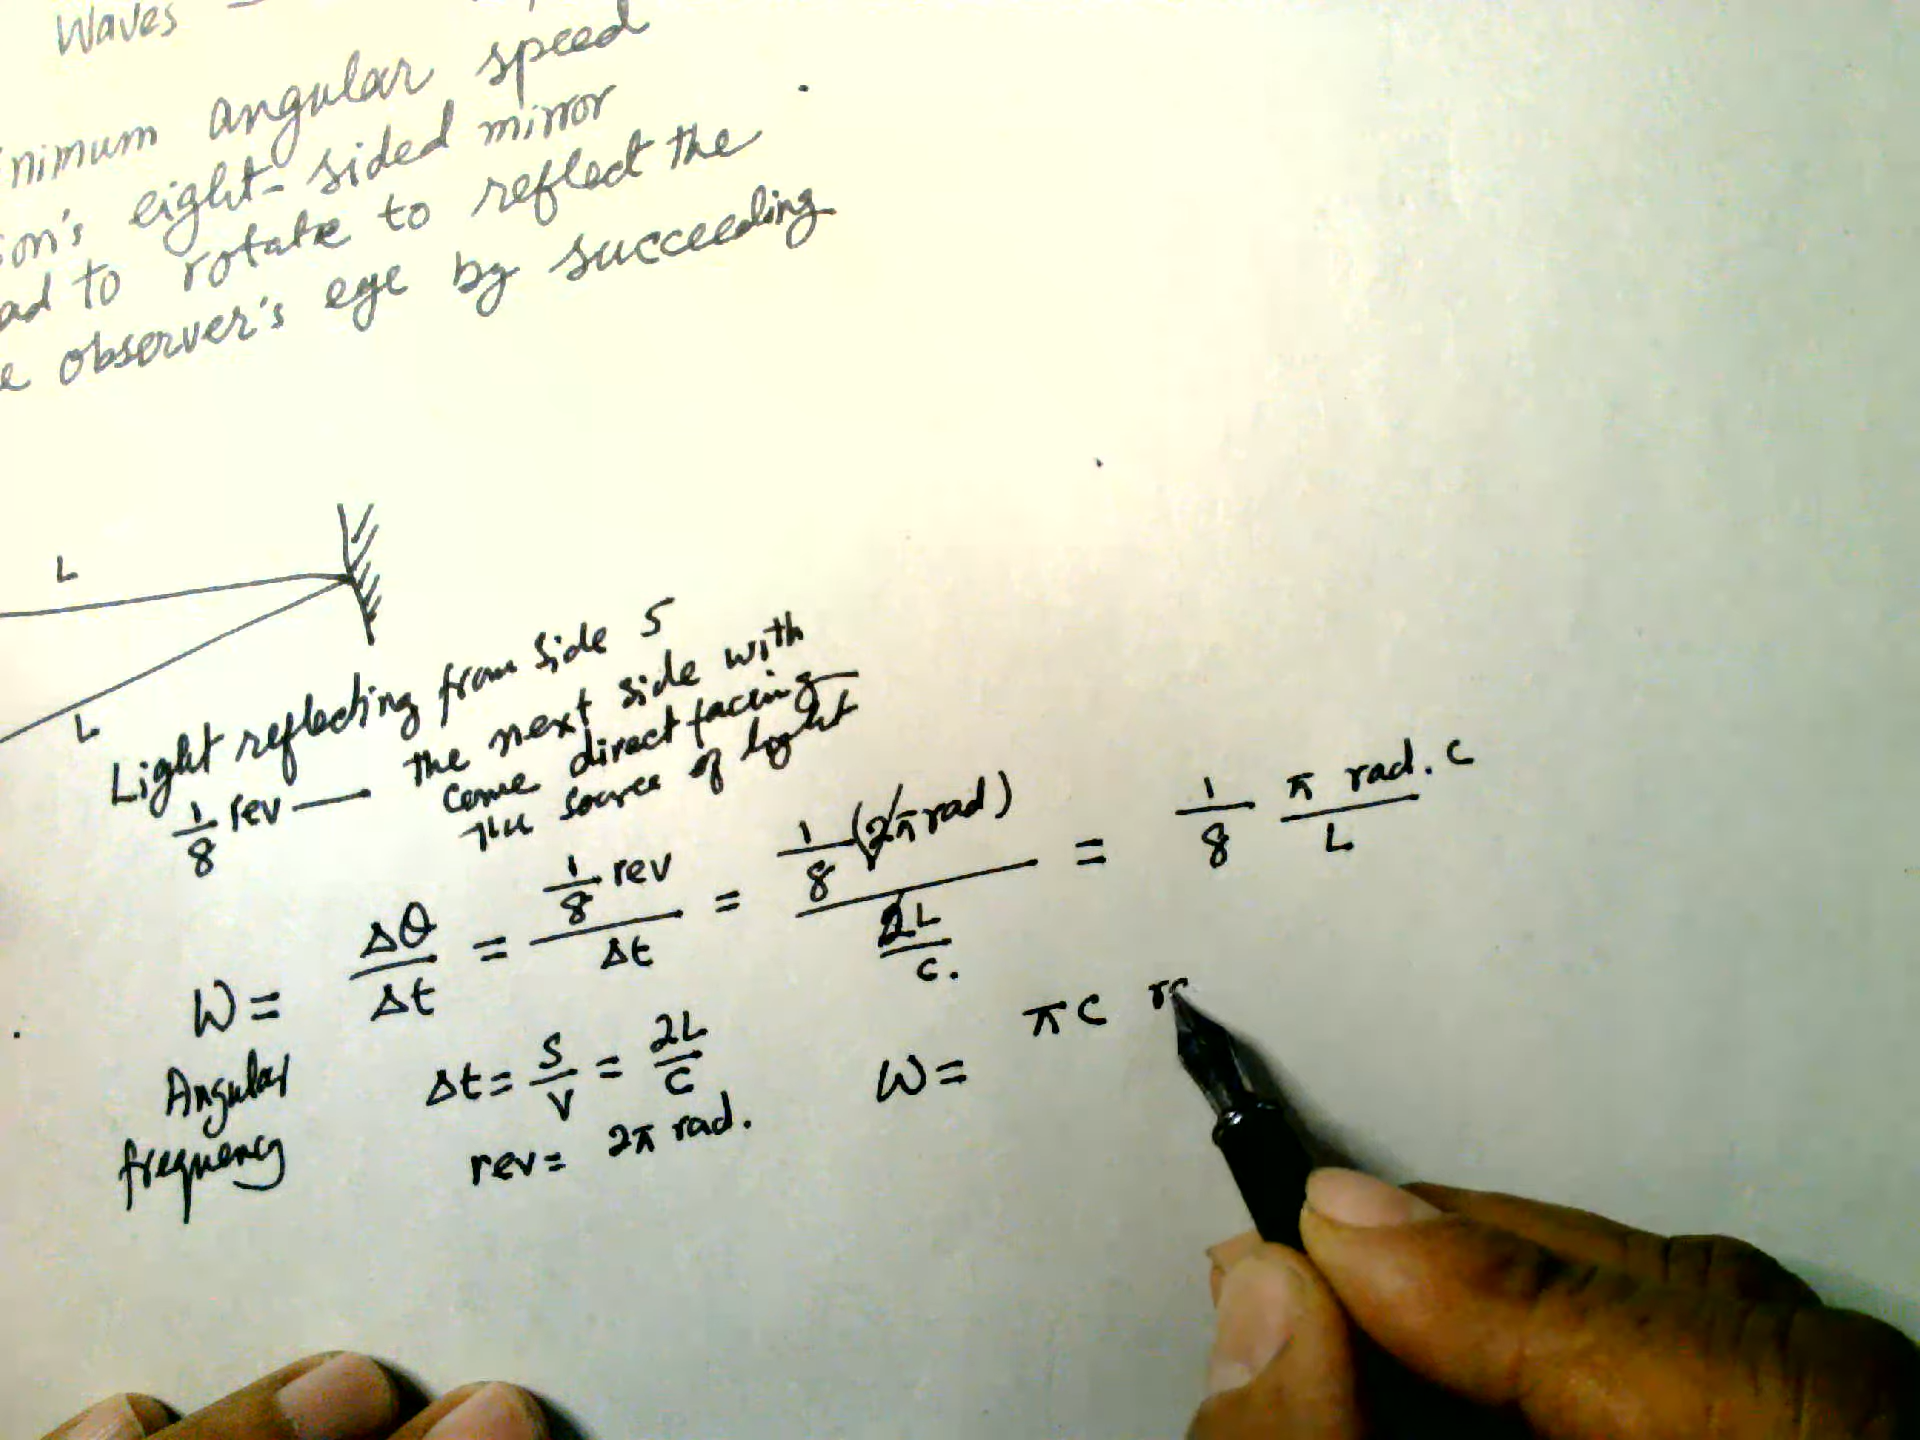 Waves
nimum angular speed
son's eight-sided mirror
ad to rotate to reflect the
e observer's eye by succeeding
L
L
Light reflecting from side 5
1/8 rev — the next side with
come direct facing
the source of light
W = Δθ/Δt = (1/8 rev)/Δt = (1/8 (2π rad))/(2L/c.) = 1/8 π rad. c/L
Angular
frequency
Δt = S/V = 2L/C
rev = 2π rad.
W = πc ra